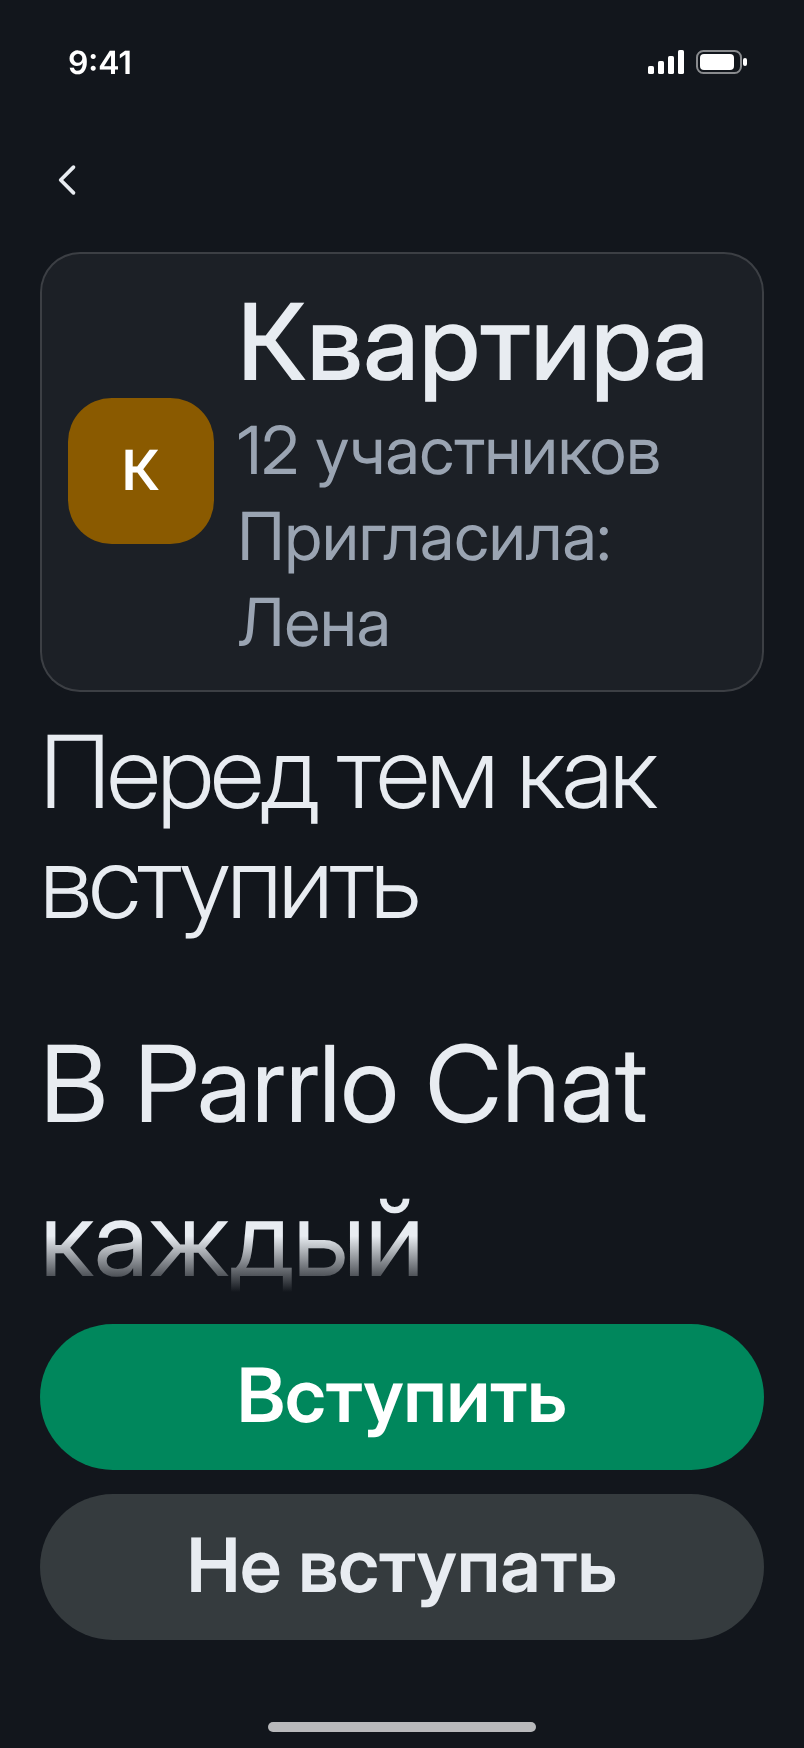 9:41
Квартира
К
12 участников
Пригласила:
Лена
Перед тем как
вступить
В Parrlo Chat
каждый
Вступить
Не вступать